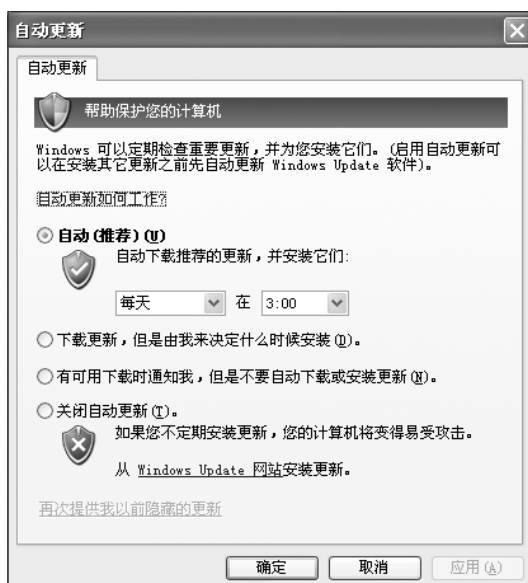 自动更新
自动更新
帮助保护您的计算机
Windows 可以定期检查重要更新，并为您安装它们。(启用自动更新可
以在安装其它更新之前先自动更新 Windows Update 软件)。
自动更新如何工作?
自动(推荐)(U)
自动下载推荐的更新，并安装它们:
每天 在 3:00
下载更新，但是由我来决定什么时候安装(D)。
有可用下载时通知我，但是不要自动下载或安装更新(N)。
关闭自动更新(T)。
如果您不定期安装更新，您的计算机将变得易受攻击。
从 Windows Update 网站安装更新。
再次提供我以前隐藏的更新
确定 取消 应用(A)